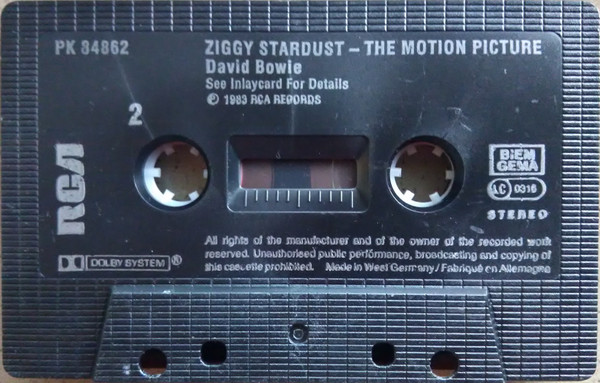 PK 84862
ZIGGY STARDUST – THE MOTION PICTURE
David Bowie
See Inlaycard For Details
℗ 1983 RCA RECORDS
2
RCA
BIEM
GEMA
LC 0316
STEREO
All rights of the manufacturer and of the owner of the recorded work
reserved. Unauthorised public performance, broadcasting and copying of
this cassette prohibited. Made in West Germany / Fabriqué en Allemagne
DOLBY SYSTEM ®